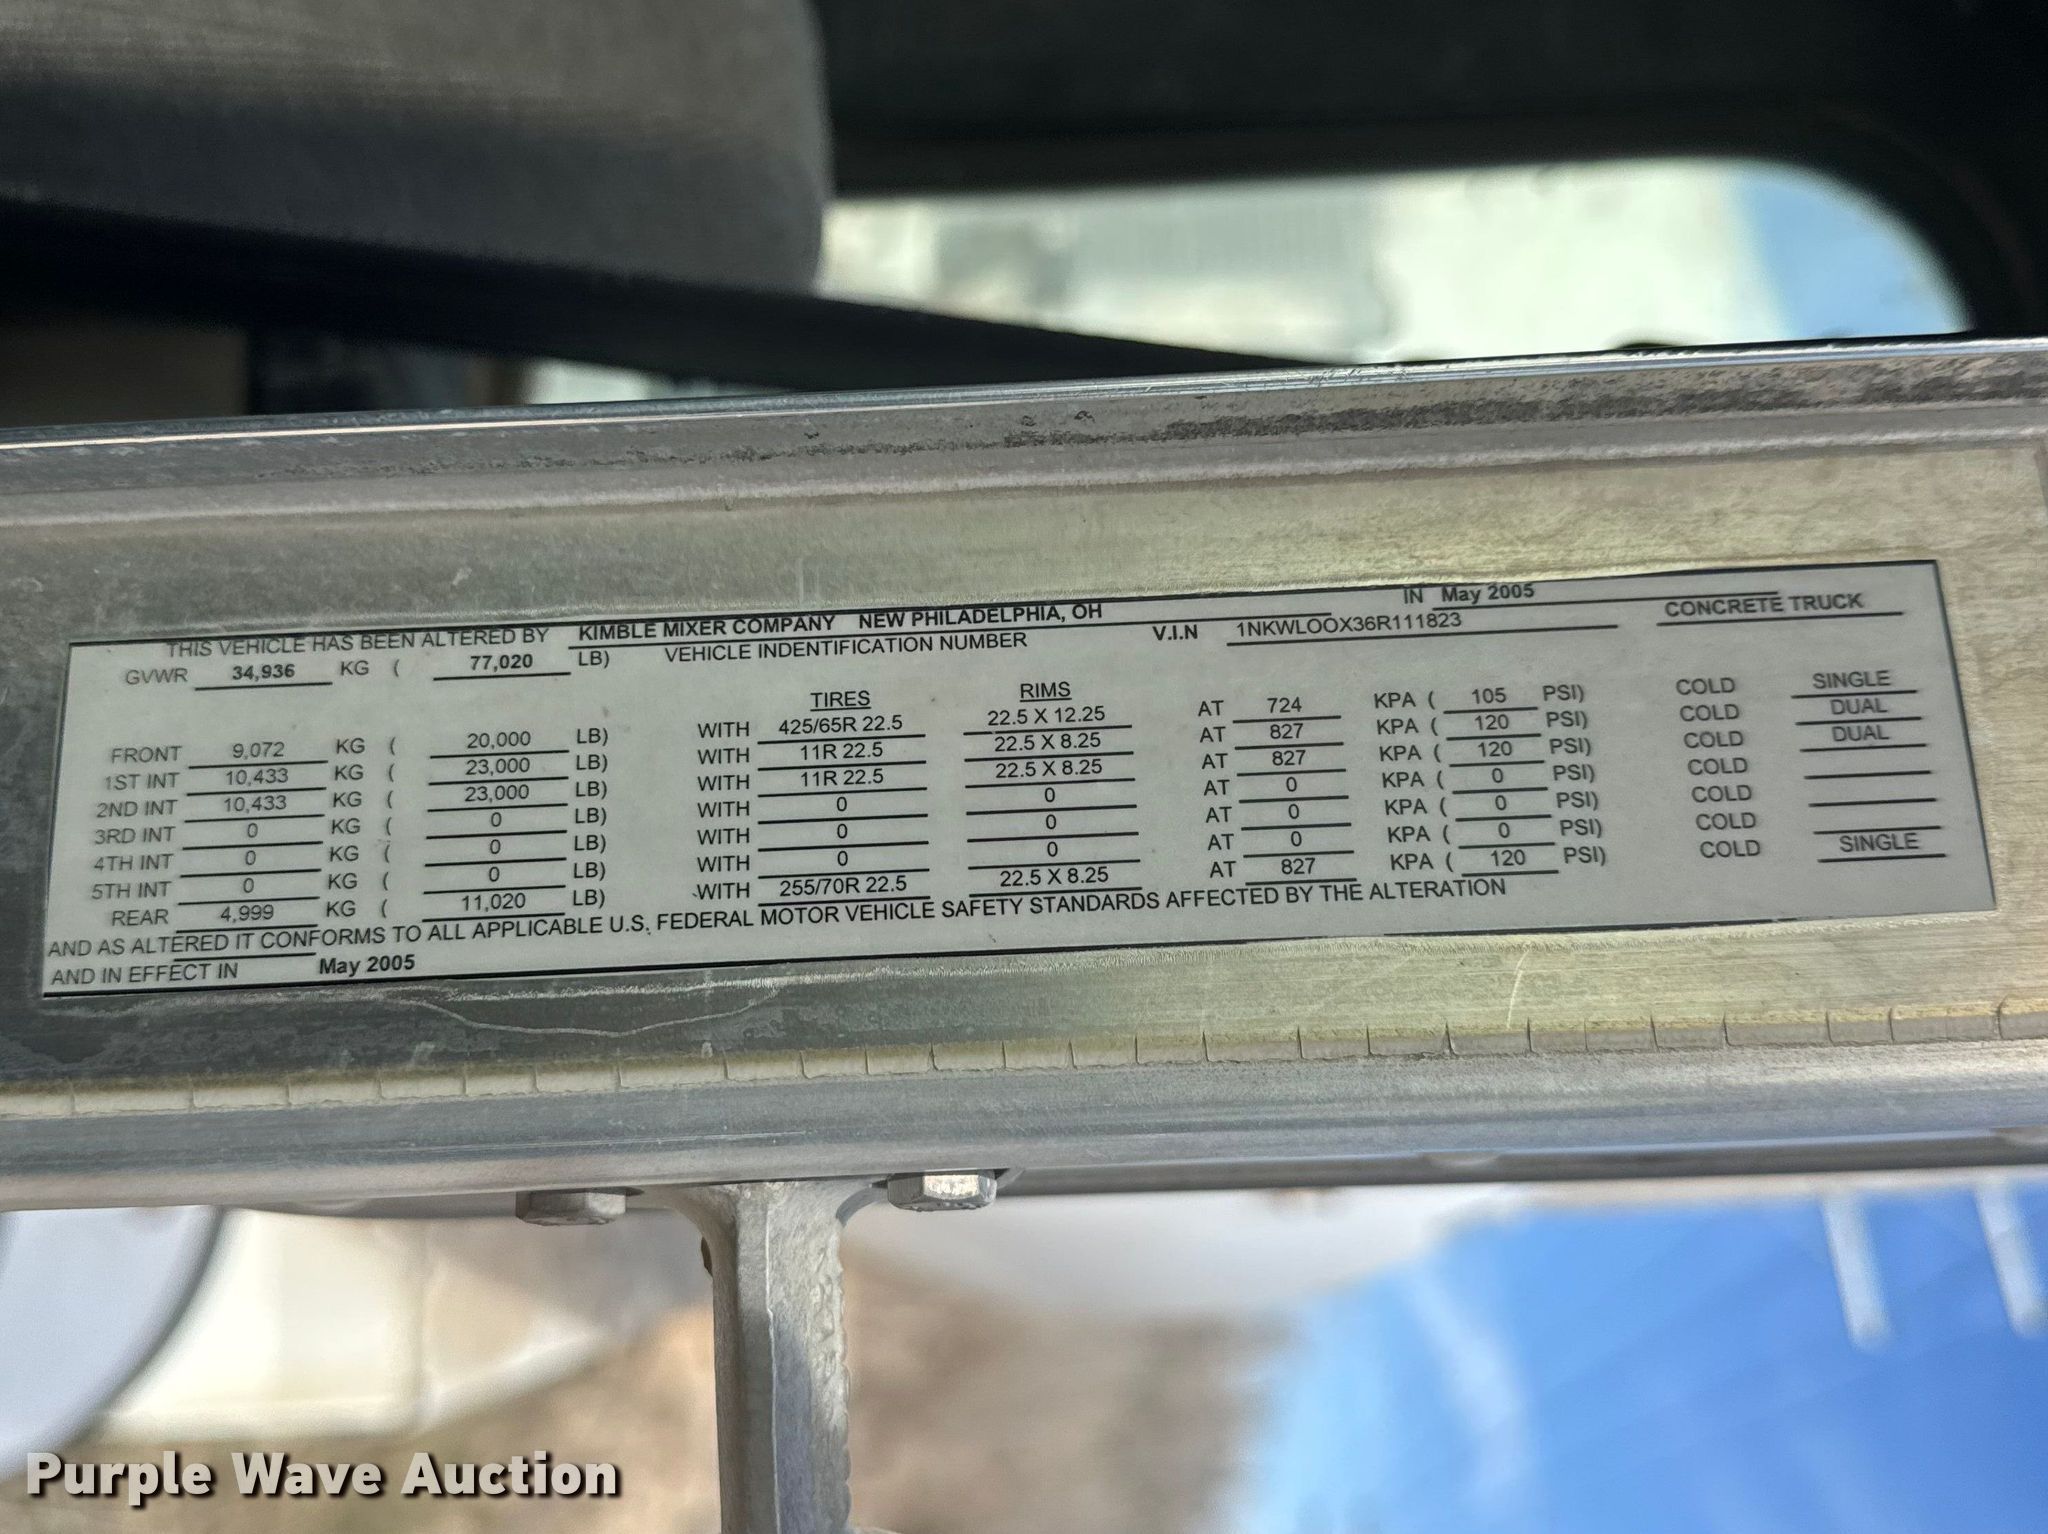 THIS VEHICLE HAS BEEN ALTERED BY KIMBLE MIXER COMPANY NEW PHILADELPHIA, OH IN May 2005
GVWR 34,936 KG ( 77,020 LB) VEHICLE INDENTIFICATION NUMBER V.I.N 1NKWLOOX36R111823 CONCRETE TRUCK
TIRES RIMS
FRONT 9,072 KG ( 20,000 LB) WITH 425/65R 22.5 22.5 X 12.25 AT 724 KPA ( 105 PSI) COLD SINGLE
1ST INT 10,433 KG ( 23,000 LB) WITH 11R 22.5 22.5 X 8.25 AT 827 KPA ( 120 PSI) COLD DUAL
2ND INT 10,433 KG ( 23,000 LB) WITH 11R 22.5 22.5 X 8.25 AT 827 KPA ( 120 PSI) COLD DUAL
3RD INT 0 KG ( 0 LB) WITH 0 0 AT 0 KPA ( 0 PSI) COLD
4TH INT 0 KG ( 0 LB) WITH 0 0 AT 0 KPA ( 0 PSI) COLD
5TH INT 0 KG ( 0 LB) WITH 0 0 AT 0 KPA ( 0 PSI) COLD
REAR 4,999 KG ( 11,020 LB) WITH 255/70R 22.5 22.5 X 8.25 AT 827 KPA ( 120 PSI) COLD SINGLE
AND AS ALTERED IT CONFORMS TO ALL APPLICABLE U.S. FEDERAL MOTOR VEHICLE SAFETY STANDARDS AFFECTED BY THE ALTERATION
AND IN EFFECT IN May 2005
Purple Wave Auction